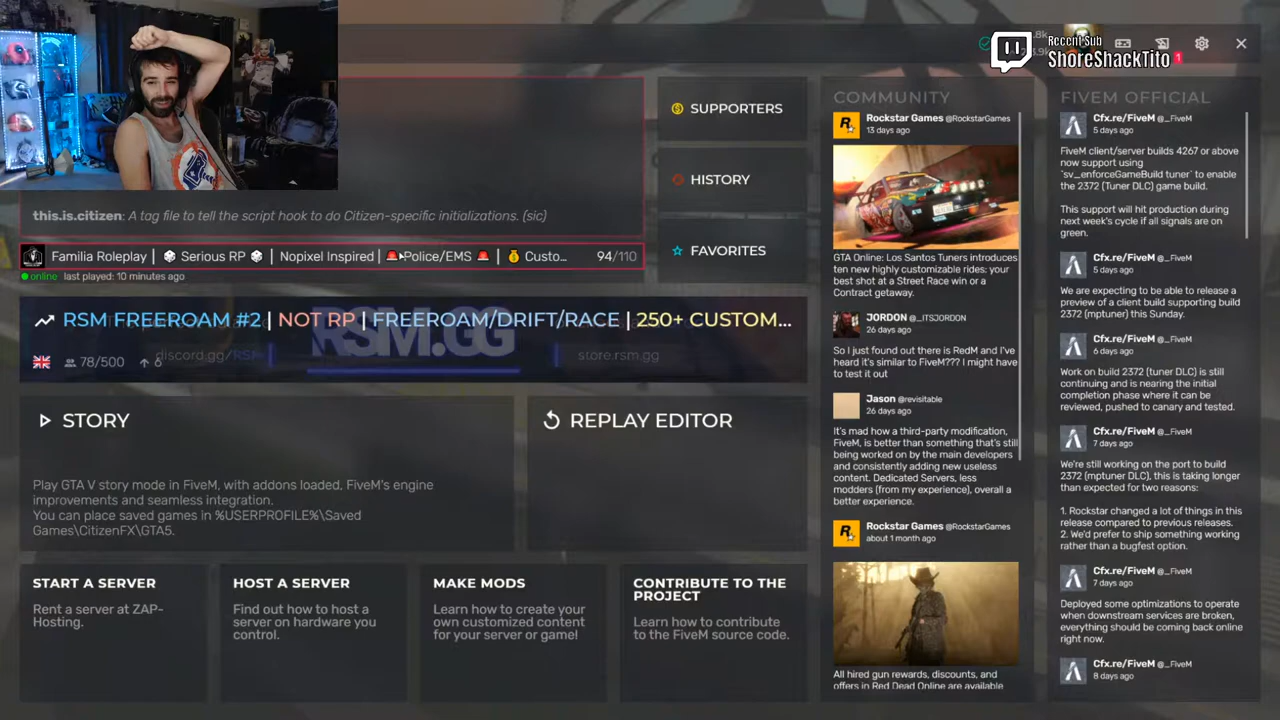 Recent Sub
ShoreShackTito
1
this.is.citizen: A tag file to tell the script hook to do Citizen-specific initializations. (sic)
Familia Roleplay | Serious RP | Nopixel Inspired | Police/EMS | Custo... 94/110
online last played: 10 minutes ago
RSM FREEROAM #2 | NOT RP | FREEROAM/DRIFT/RACE | 250+ CUSTOM...
RSM.GG
discord.gg/RSM
store.rsm.gg
78/500 6
STORY
Play GTA V story mode in FiveM, with addons loaded, FiveM's engine
improvements and seamless integration.
You can place saved games in %USERPROFILE%\Saved
Games\CitizenFX\GTA5.
REPLAY EDITOR
START A SERVER
Rent a server at ZAP-
Hosting.
HOST A SERVER
Find out how to host a
server on hardware you
control.
MAKE MODS
Learn how to create your
own customized content
for your server or game!
CONTRIBUTE TO THE
PROJECT
Learn how to contribute
to the FiveM source code.
SUPPORTERS
HISTORY
FAVORITES
COMMUNITY
Rockstar Games @RockstarGames
13 days ago
GTA Online: Los Santos Tuners introduces
ten new highly customizable rides: your
best shot at a Street Race win or a
Contract getaway.
JORDON @_ITSJORDON
26 days ago
So I just found out there is RedM and I've
heard it's similar to FiveM??? I might have
to test it out
Jason @revisitable
26 days ago
It's mad how a third-party modification,
FiveM, is better than something that's still
being worked on by the main developers
and consistently adding new useless
content. Dedicated Servers, less
modders (from my experience), overall a
better experience.
Rockstar Games @RockstarGames
about 1 month ago
All hired gun rewards, discounts, and
offers in Red Dead Online are available
FIVEM OFFICIAL
Cfx.re/FiveM @_FiveM
5 days ago
FiveM client/server builds 4267 or above
now support using
`sv_enforceGameBuild tuner` to enable
the 2372 (Tuner DLC) game build.
This support will hit production during
next week's cycle if all signals are on
green.
Cfx.re/FiveM @_FiveM
5 days ago
We are expecting to be able to release a
preview of a client build supporting build
2372 (mptuner) this Sunday.
Cfx.re/FiveM @_FiveM
6 days ago
Work on build 2372 (tuner DLC) is still
continuing and is nearing the initial
completion phase where it can be
reviewed, pushed to canary and tested.
Cfx.re/FiveM @_FiveM
7 days ago
We're still working on the port to build
2372 (mptuner DLC), this is taking longer
than expected for two reasons:
1. Rockstar changed a lot of things in this
release compared to previous releases.
2. We'd prefer to ship something working
rather than a bugfest option.
Cfx.re/FiveM @_FiveM
7 days ago
Deployed some optimizations to operate
when downstream services are broken,
everything should be coming back online
right now.
Cfx.re/FiveM @_FiveM
8 days ago